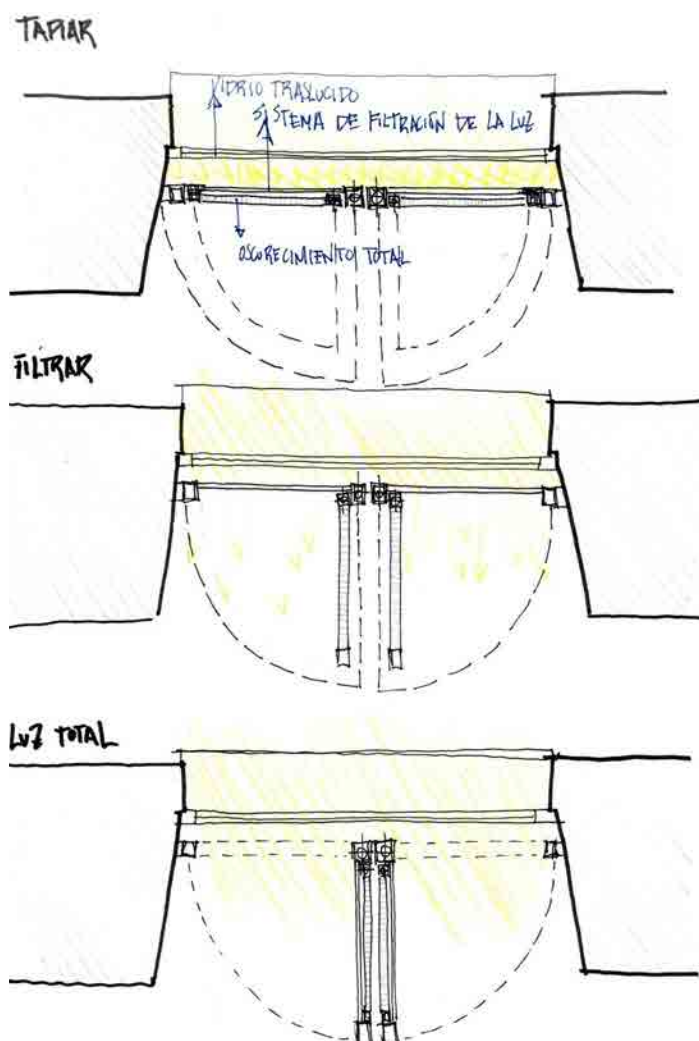 TAPIAR
VIDRIO TRASLUCIDO
SISTEMA DE FILTRACIÓN DE LA LUZ
OSCURECIMIENTO TOTAL
FILTRAR
LUZ TOTAL